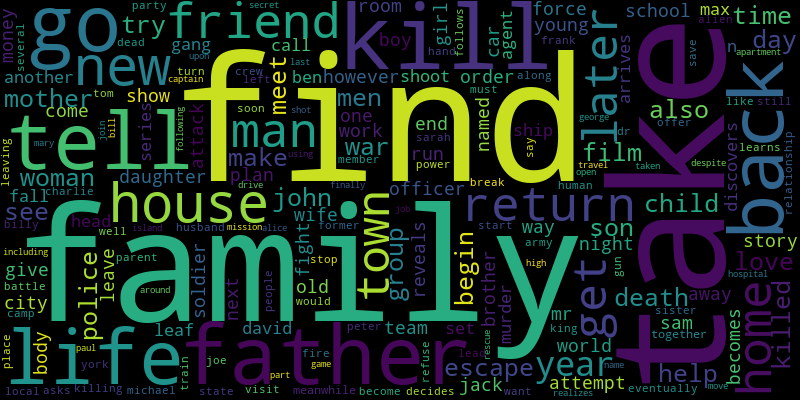 party
secret
go
new
friend
try
kill
room
girl
force
young
school
max
time
money
several
dead
gang
call
boy
hand
follows
car
agent
frank
arrives
n
day
another
turn
captain
crew
left
soon
ben
however
last
shoot
shot
order
along
must
mother
tom
show
meet
men
later
take
back
save
alien
apartment
like
still
come
join
bill
mary
tell
following
series
attack
find
man
using
one
work
war
member
end
sarah
run
power
named
say
ship
george
dr
also
offer
film
travel
despite
discovers
learns
relationship
leaving
woman
fall
charlie
daughter
make
plan
drive
finally
officer
break
human
open
taken
see
billy
head
husband
house
john
wife
fight
former
town
group
reveals
return
start
way
army
son
night
child
story
love
including
well
island
mission
job
alice
stop
give
battle
camp
parent
police
leave
family
soldier
next
people
old
would
begin
brother
high
murder
mr
king
get
gun
death
away
hospital
sister
sam
together
home
killed
city
around
place
body
life
leaf
father
david
peter
team
set
rescue
world
becomes
help
paul
york
train
joe
fire
game
refuse
lead
escape
year
name
move
local
asks
killing
michael
state
visit
part
meanwhile
become
decides
jack
want
attempt
realizes
eventually